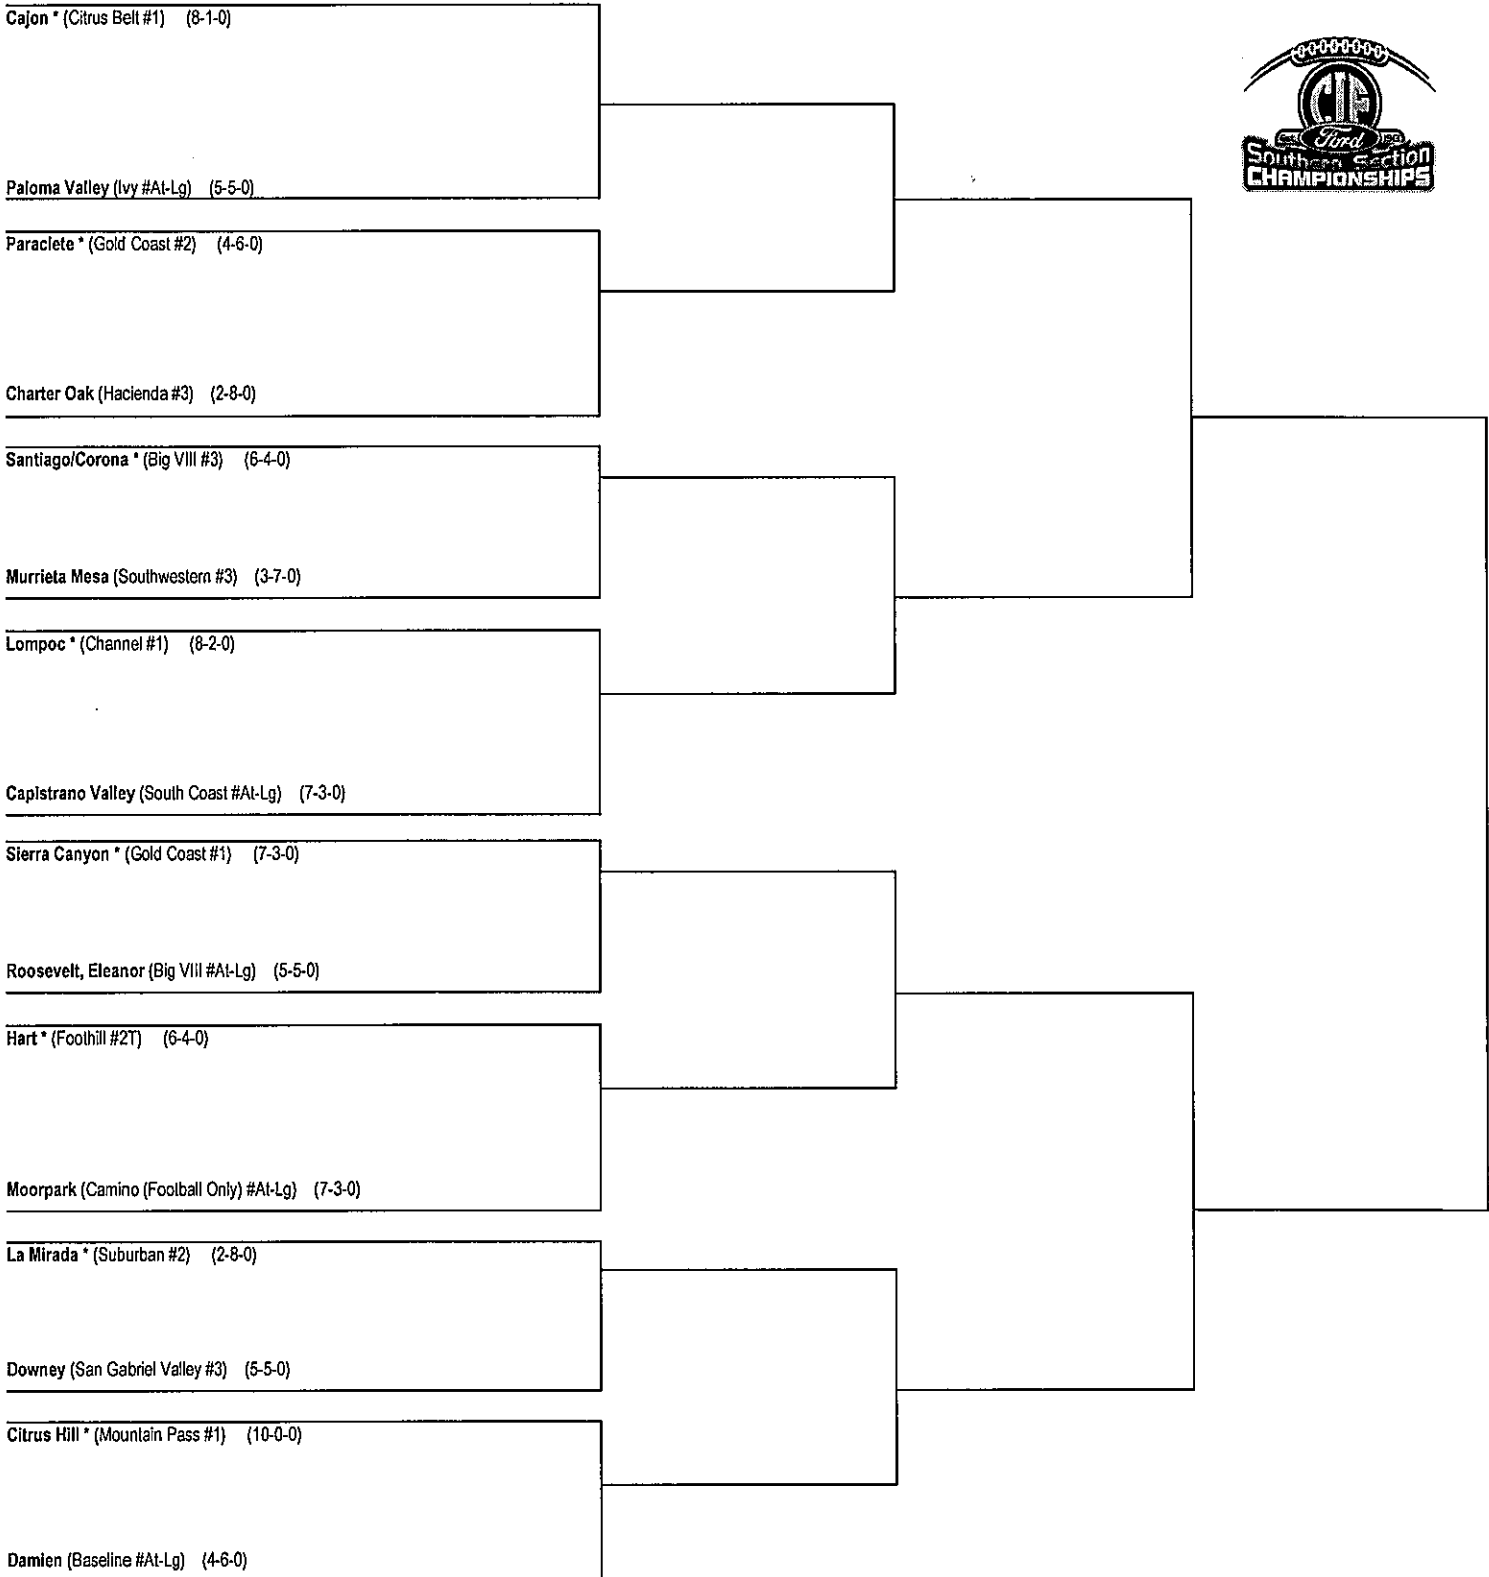 Cajon * (Citrus Belt #1) (8-1-0)
CIF
Est. 1913
Ford
Southern Section
CHAMPIONSHIPS
Paloma Valley (Ivy #At-Lg) (5-5-0)
Paraclete * (Gold Coast #2) (4-6-0)
Charter Oak (Hacienda #3) (2-8-0)
Santiago/Corona * (Big VIII #3) (6-4-0)
Murrieta Mesa (Southwestern #3) (3-7-0)
Lompoc * (Channel #1) (8-2-0)
Capistrano Valley (South Coast #At-Lg) (7-3-0)
Sierra Canyon * (Gold Coast #1) (7-3-0)
Roosevelt, Eleanor (Big VIII #At-Lg) (5-5-0)
Hart * (Foothill #2T) (6-4-0)
Moorpark (Camino (Football Only) #At-Lg) (7-3-0)
La Mirada * (Suburban #2) (2-8-0)
Downey (San Gabriel Valley #3) (5-5-0)
Citrus Hill * (Mountain Pass #1) (10-0-0)
Damien (Baseline #At-Lg) (4-6-0)